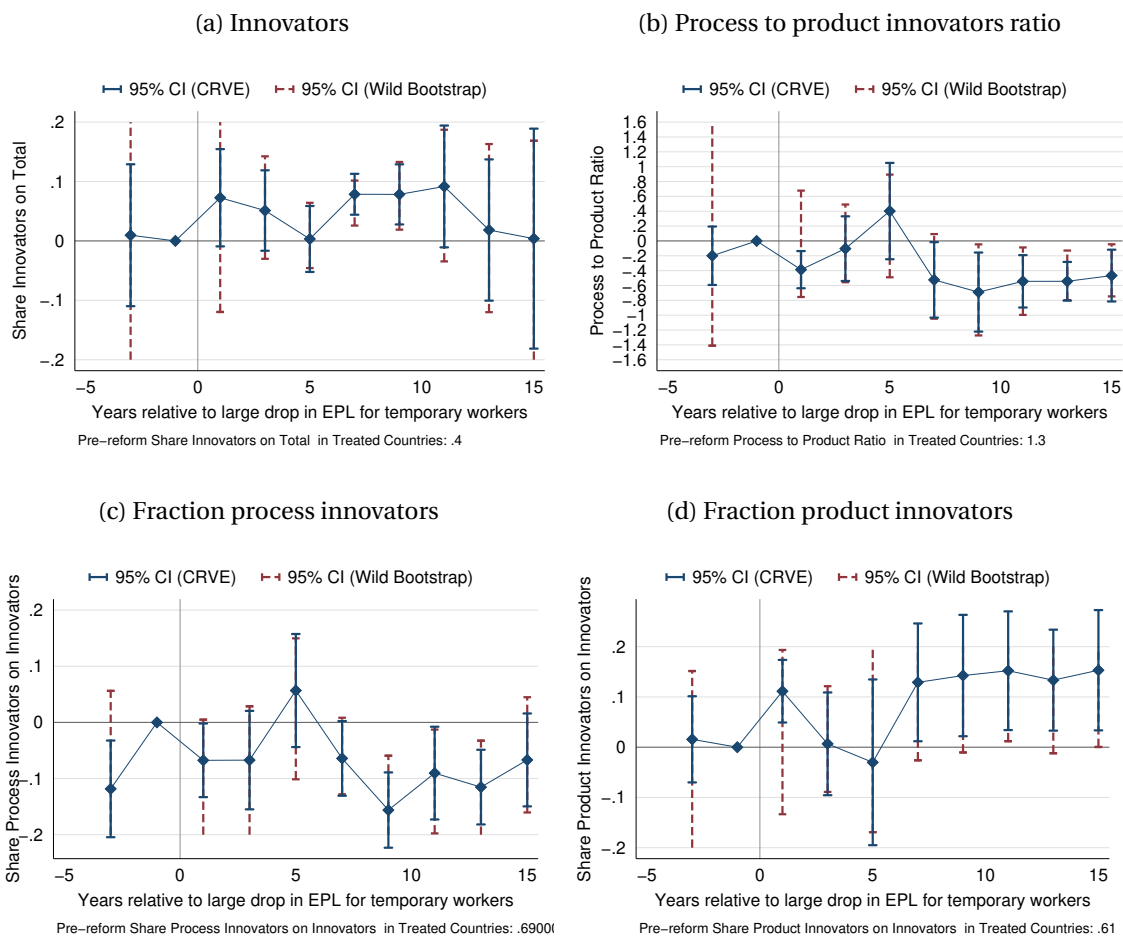 (a) Innovators
95% CI (CRVE) 95% CI (Wild Bootstrap)
Share Innovators on Total
.2
.1
0
−.1
−.2
−5 0 5 10 15
Years relative to large drop in EPL for temporary workers
Pre−reform Share Innovators on Total in Treated Countries: .4
(b) Process to product innovators ratio
95% CI (CRVE) 95% CI (Wild Bootstrap)
Process to Product Ratio
1.6
1.4
1.2
1
.8
.6
.4
.2
0
−.2
−.4
−.6
−.8
−1
−1.2
−1.4
−1.6
−5 0 5 10 15
Years relative to large drop in EPL for temporary workers
Pre−reform Process to Product Ratio in Treated Countries: 1.3
(c) Fraction process innovators
95% CI (CRVE) 95% CI (Wild Bootstrap)
Share Process Innovators on Innovators
.2
.1
0
−.1
−.2
−5 0 5 10 15
Years relative to large drop in EPL for temporary workers
Pre−reform Share Process Innovators on Innovators in Treated Countries: .6900
(d) Fraction product innovators
95% CI (CRVE) 95% CI (Wild Bootstrap)
Share Product Innovators on Innovators
.2
.1
0
−.1
−.2
−5 0 5 10 15
Years relative to large drop in EPL for temporary workers
Pre−reform Share Product Innovators on Innovators in Treated Countries: .61